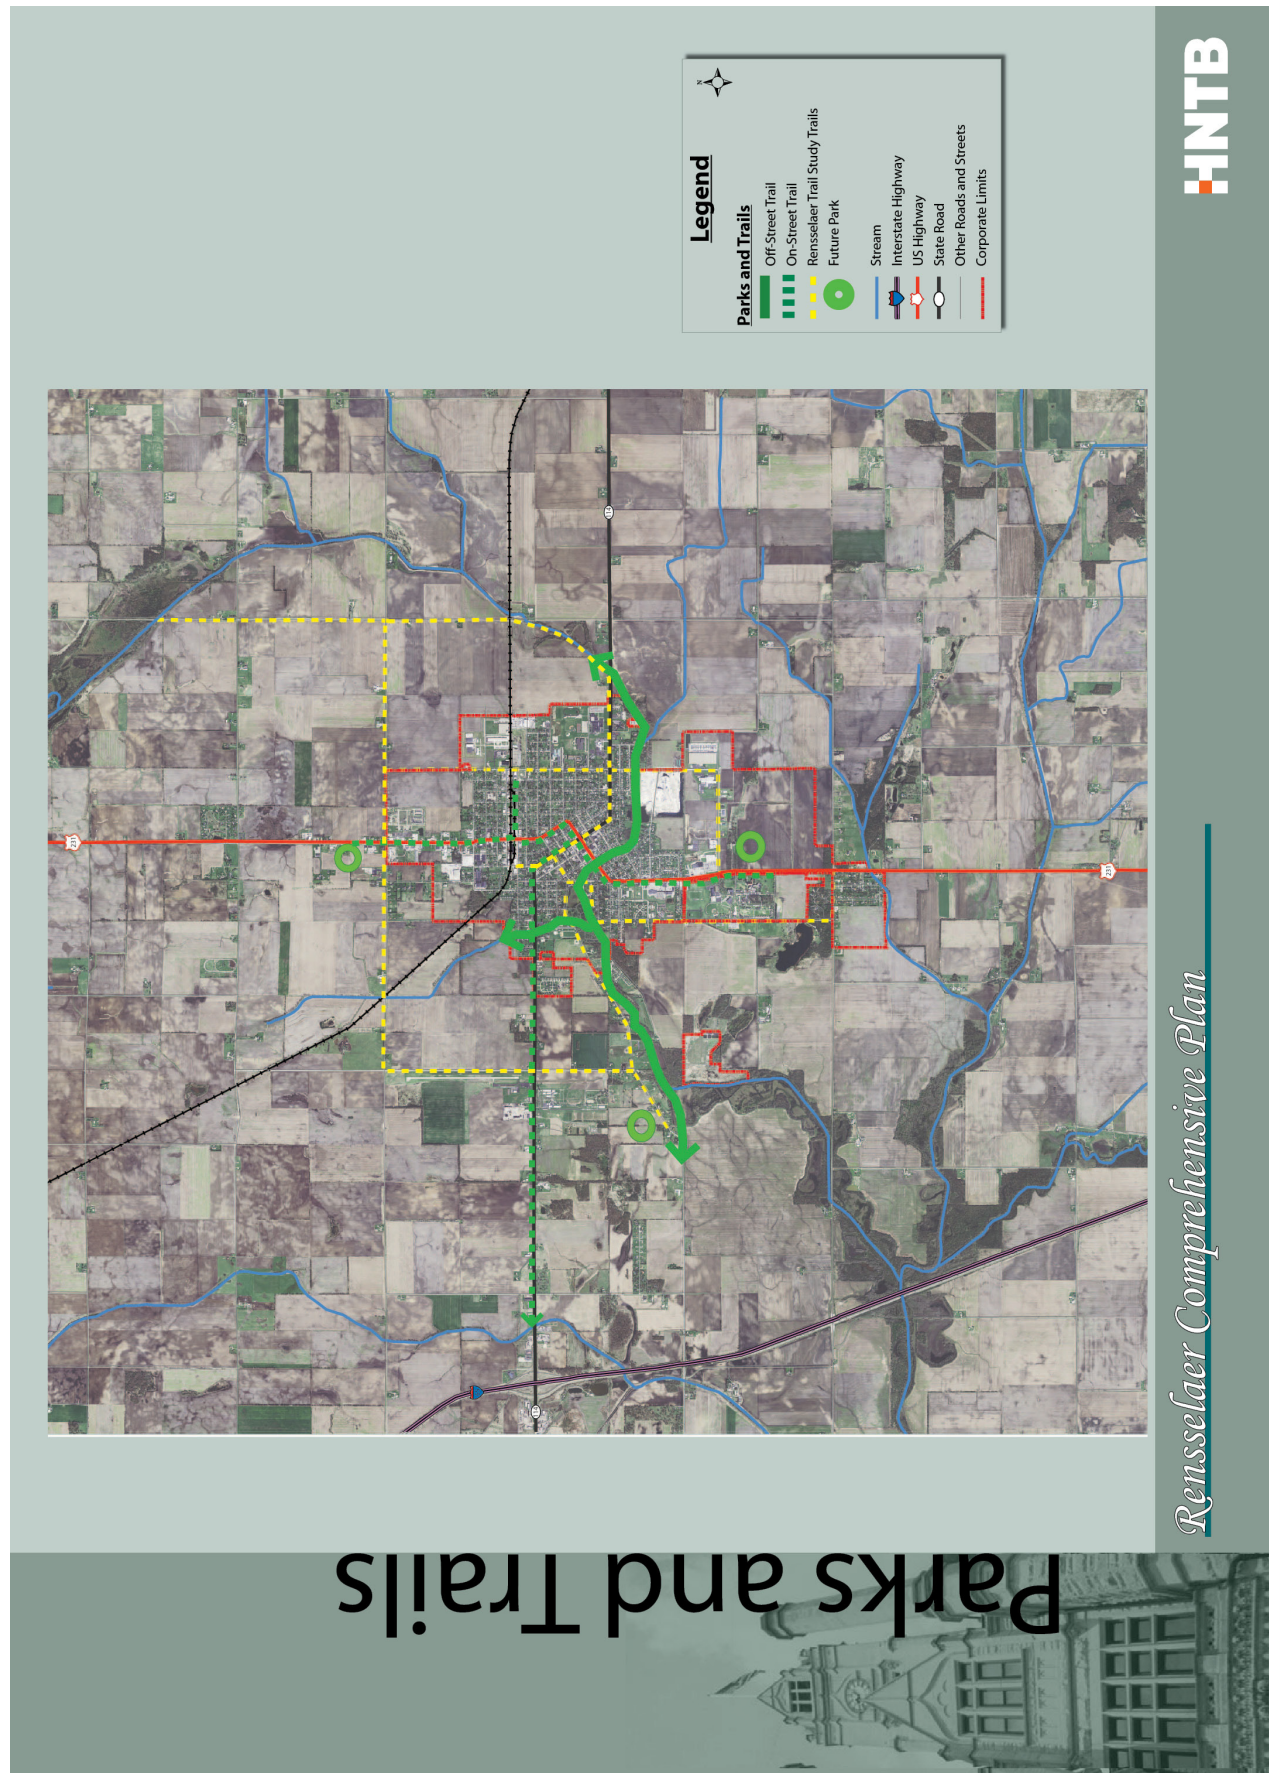 Parks and Trails
Legend
N
Parks and Trails
Off-Street Trail
On-Street Trail
Rensselaer Trail Study Trails
Future Park
Stream
Interstate Highway
US Highway
State Road
Other Roads and Streets
Corporate Limits
231
114
231
114
Rensselaer Comprehensive Plan
HNTB